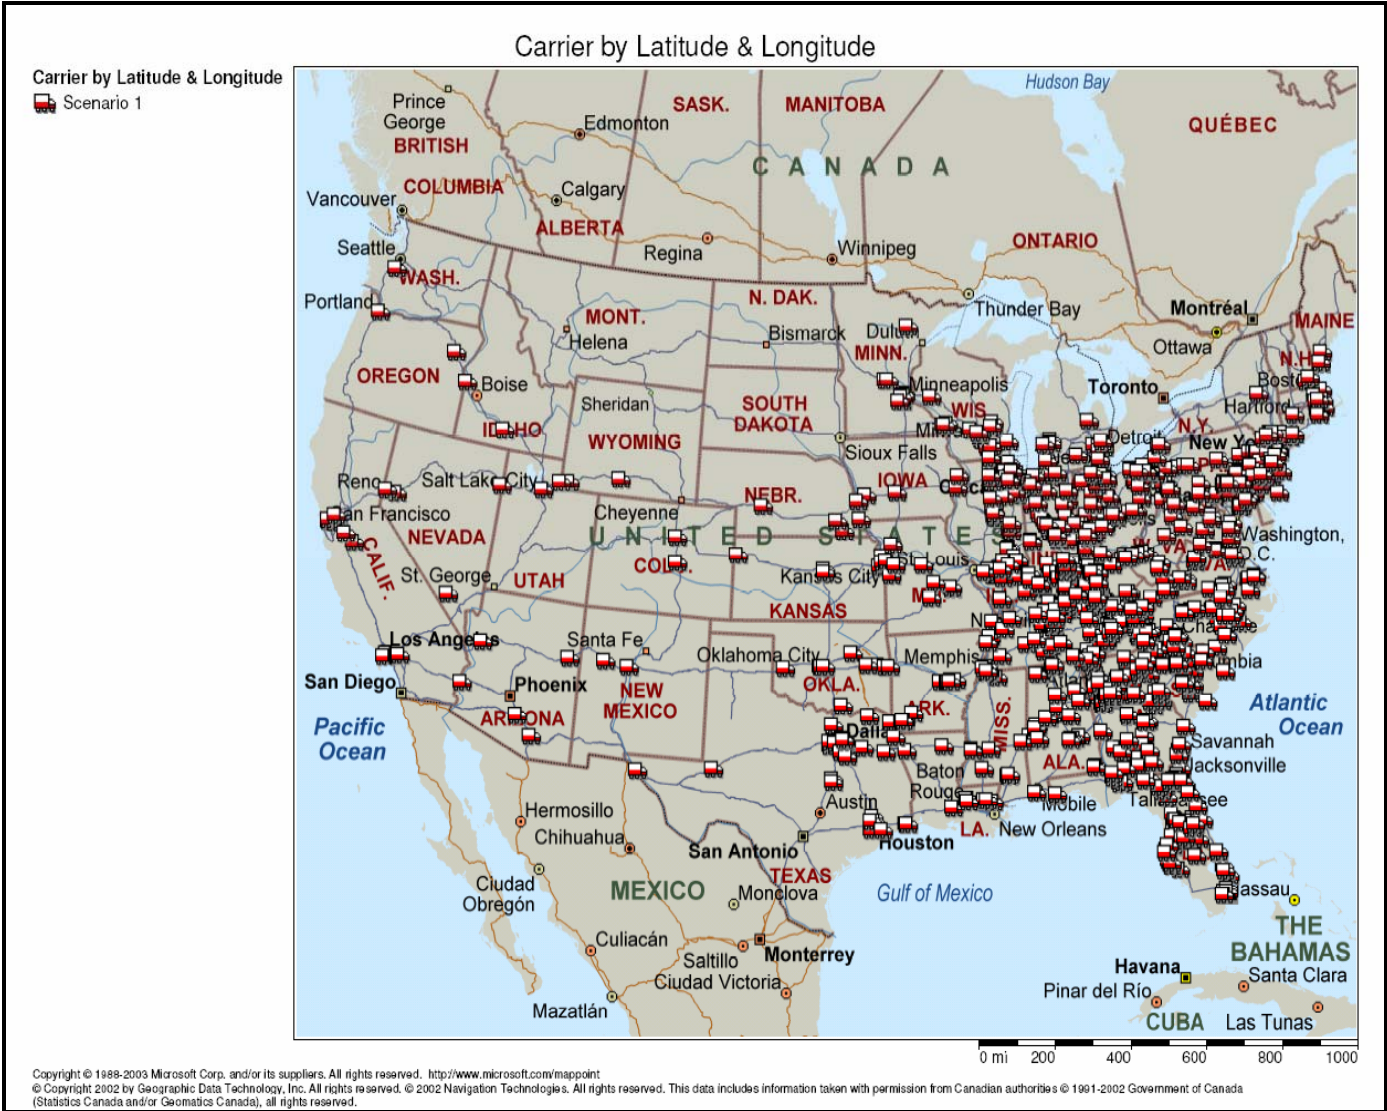 Carrier by Latitude & Longitude
Carrier by Latitude & Longitude
Scenario 1
Hudson Bay
Prince
George
SASK.
MANITOBA
Edmonton
QUÉBEC
BRITISH
COLUMBIA
CANADA
Calgary
Vancouver
ALBERTA
Regina
Winnipeg
ONTARIO
Seattle
WASH.
Portland
N. DAK.
Thunder Bay
Montréal
MAINE
MONT.
Helena
Bismarck
MINN.
Ottawa
N.H.
OREGON
Boise
Minneapolis
Toronto
Sheridan
SOUTH
DAKOTA
WIS
Hartford
WYOMING
N.Y.
Sioux Falls
Detroit
New
Reno
Salt Lake City
IOWA
NEBR.
San Francisco
Cheyenne
NEVADA
UNITED STATES
Washington,
D.C.
CALIF.
St. George
UTAH
Kansas City
St. Louis
W. VA
KANSAS
Los Angeles
Santa Fe
Oklahoma City
Memphis
San Diego
Phoenix
NEW
MEXICO
OKLA.
ARK.
MISS.
ARIZONA
Pacific
Ocean
Atlantic
Ocean
Savannah
ALA.
Jacksonville
Baton
Rouge
Austin
Mobile
Hermosillo
LA.
New Orleans
Chihuahua
San Antonio
Houston
TEXAS
Ciudad
Obregón
MEXICO
Monclova
Gulf of Mexico
Nassau
THE
BAHAMAS
Culiacán
Saltillo
Monterrey
Ciudad Victoria
Havana
Santa Clara
Pinar del Río
Mazatlán
CUBA
Las Tunas
0 mi 200 400 600 800 1000
Copyright © 1988-2003 Microsoft Corp. and/or its suppliers. All rights reserved. http://www.microsoft.com/mappoint
© Copyright 2002 by Geographic Data Technology, Inc. All rights reserved. © 2002 Navigation Technologies. All rights reserved. This data includes information taken with permission from Canadian authorities © 1991-2002 Government of Canada
(Statistics Canada and/or Geomatics Canada), all rights reserved.